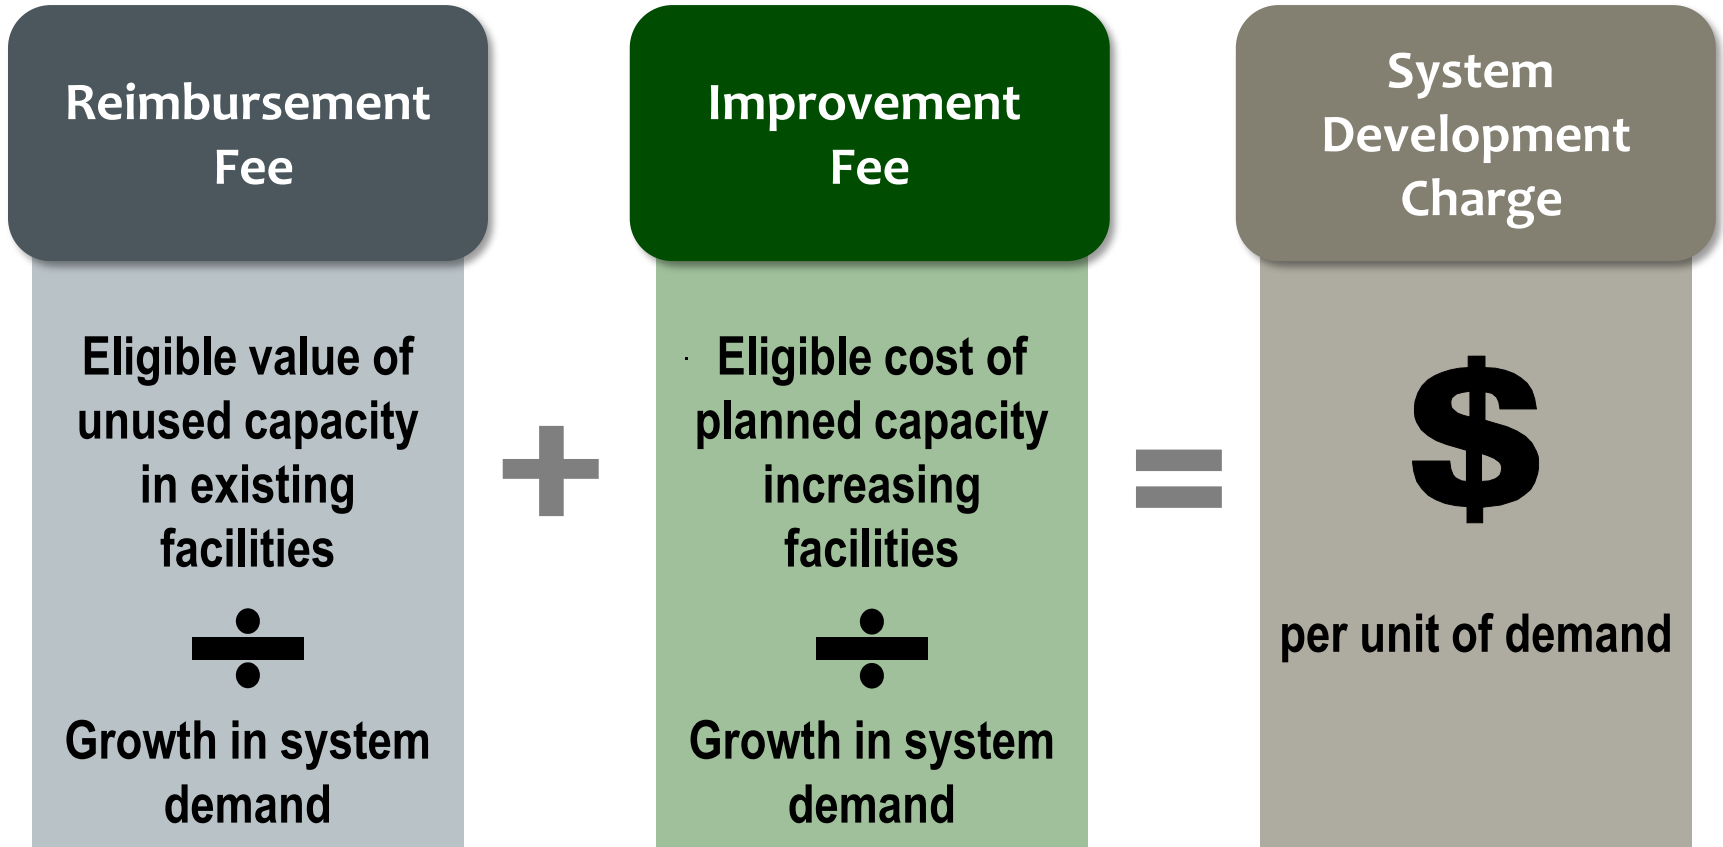 Reimbursement
Fee
Eligible value of
unused capacity
in existing
facilities
÷
Growth in system
demand
+
Improvement
Fee
Eligible cost of
planned capacity
increasing
facilities
÷
Growth in system
demand
=
System
Development
Charge
$
per unit of demand